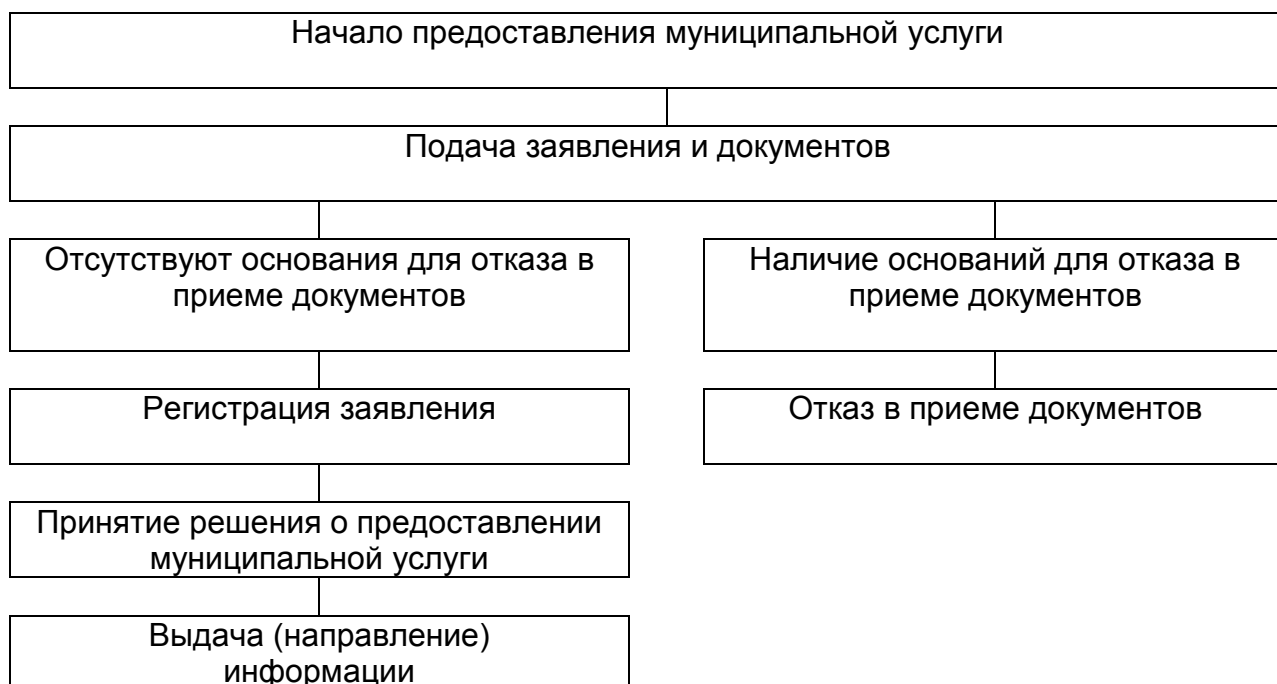 Начало предоставления муниципальной услуги
Подача заявления и документов
Отсутствуют основания для отказа в
приеме документов
Наличие оснований для отказа в
приеме документов
Регистрация заявления
Отказ в приеме документов
Принятие решения о предоставлении
муниципальной услуги
Выдача (направление)
информации